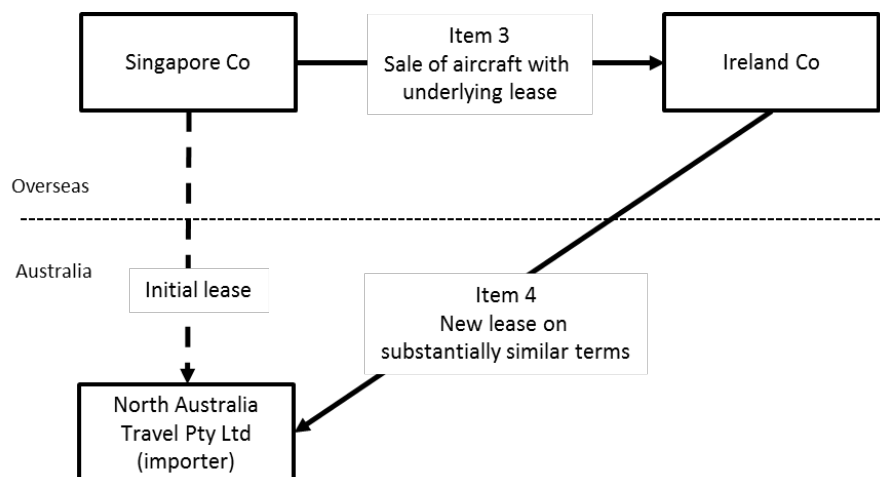 Singapore Co
Item 3
Sale of aircraft with
underlying lease
Ireland Co
Overseas
Australia
Initial lease
Item 4
New lease on
substantially similar terms
North Australia
Travel Pty Ltd
(importer)